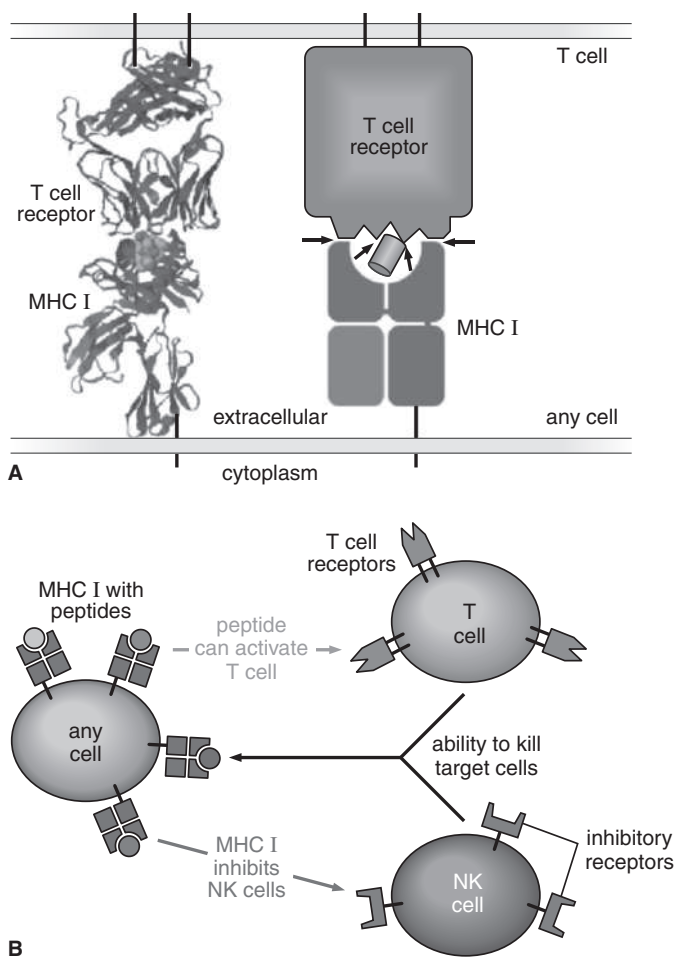 T cell
T cell
receptor
T cell
receptor
MHC I
MHC I
extracellular
any cell
A
cytoplasm
T cell
receptors
MHC I with
peptides
peptide
can activate
T cell
T
cell
any
cell
ability to kill
target cells
MHC I
inhibits
NK cells
inhibitory
receptors
NK
cell
B